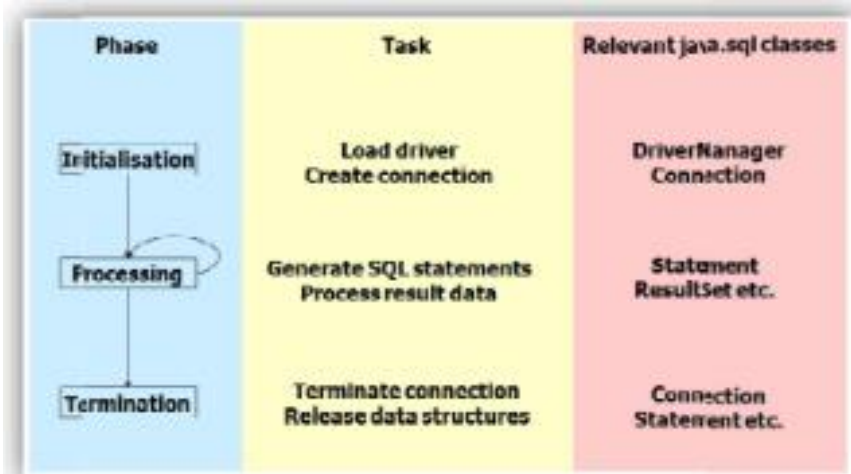 Phase Task Relevant java.sql classes
Initialisation Load driver DriverManager
Create connection Connection
Processing Generate SQL statements Statement
Process result data ResultSet etc.
Termination Terminate connection Connection
Release data structures Statement etc.